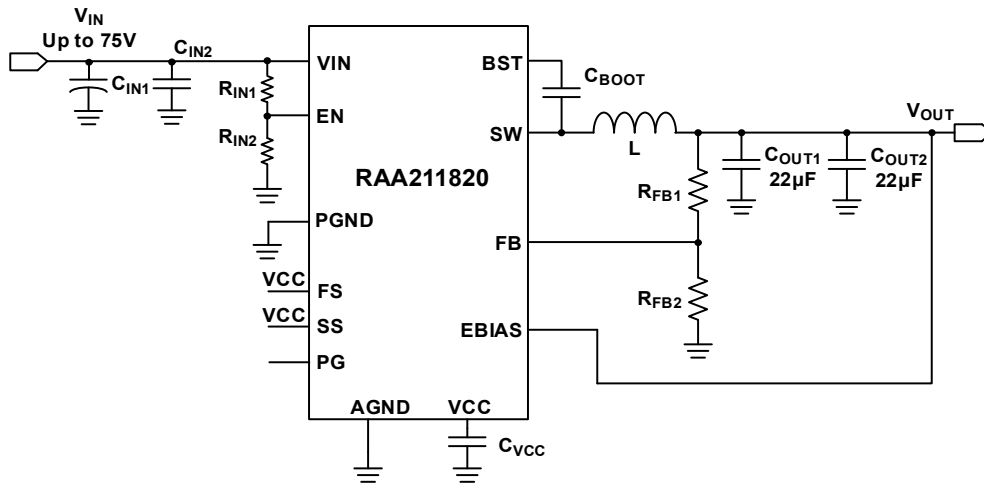 VIN
Up to 75V
CIN2
CIN1
RIN1
RIN2
VIN
EN
PGND
VCC
FS
VCC
SS
PG
AGND
VCC
CVCC
RAA211820
BST
CBOOT
SW
L
VOUT
COUT1
22µF
COUT2
22µF
RFB1
FB
RFB2
EBIAS